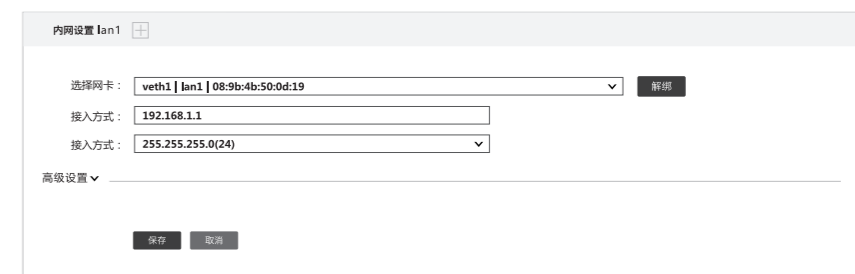 内网设置 lan1
选择网卡： veth1 | lan1 | 08:9b:4b:50:0d:19 解绑
接入方式： 192.168.1.1
接入方式： 255.255.255.0(24)
高级设置
保存 取消